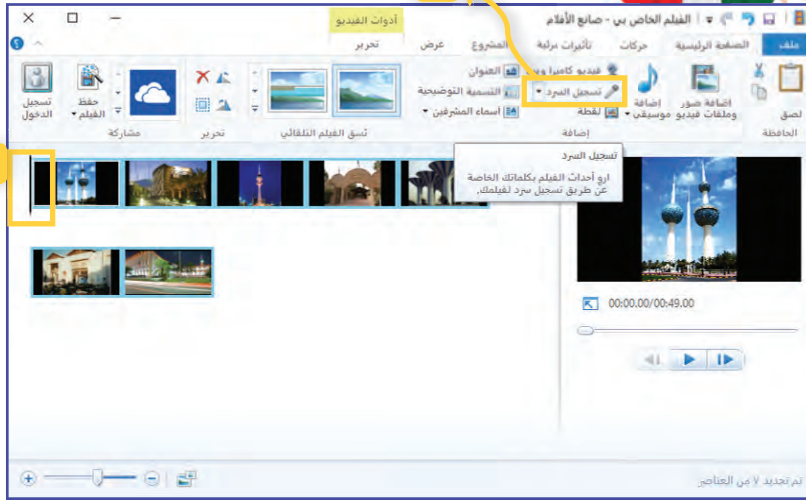 الفيلم الخاص بي - صانع الأفلام
أدوات الفيديو
ملف الصفحة الرئيسية حركات تأثيرات مرئية المشروع عرض تحرير
لصق
الحافظة
إضافة صور وملفات فيديو
إضافة موسيقى
فيديو كاميرا ويب
تسجيل السرد
لقطة
العنوان
التسمية التوضيحية
أسماء المشرفين
إضافة
نُسق الفيلم التلقائي
تحرير
حفظ الفيلم
مشاركة
تسجيل الدخول
تسجيل السرد
ارو أحداث الفيلم بكلماتك الخاصة
عن طريق تسجيل سرد لفيلمك.
00:00.00/00:49.00
تم تحديد ٧ من العناصر